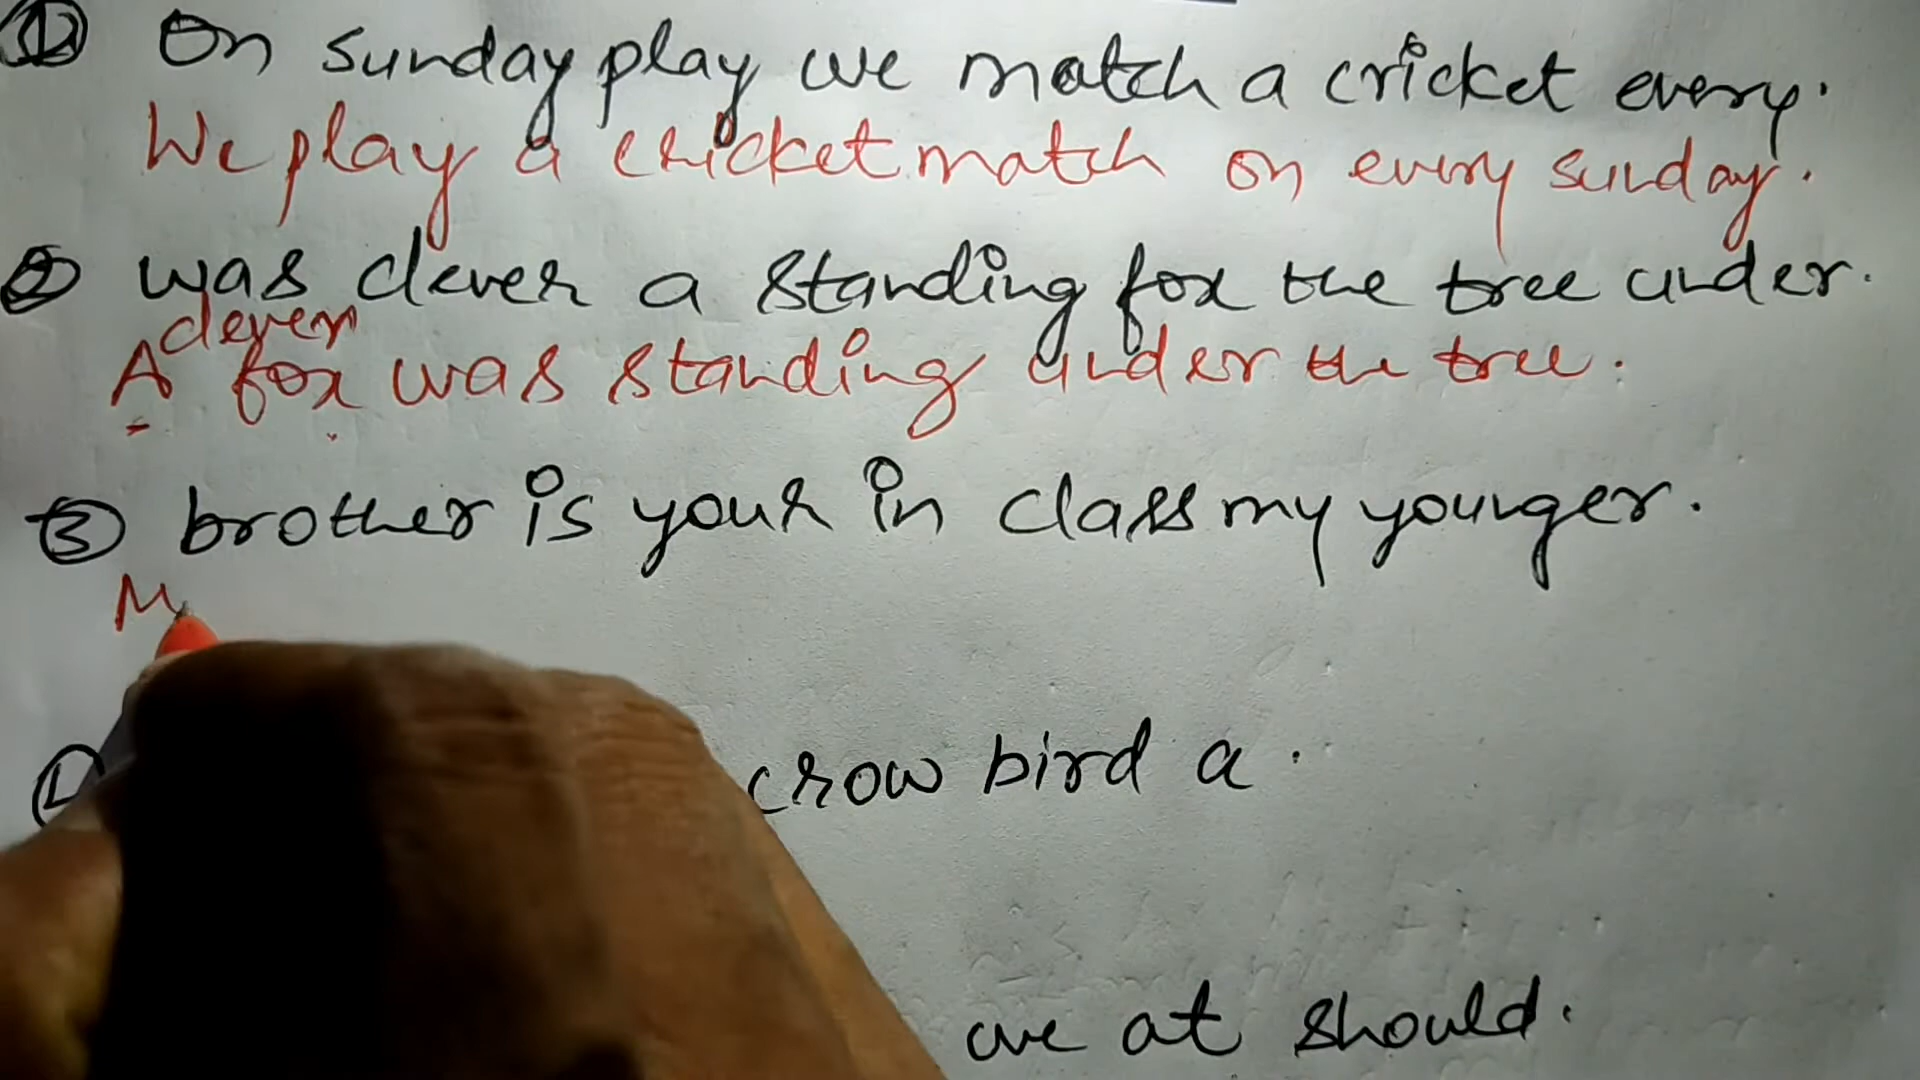 ① On sunday play we match a cricket every.
We play a cricket match on every sunday.
② was clever a standing fox the tree under.
clever
A fox was standing under the tree.
③ brother is your in class my younger.
M
crow bird a.
we at should.